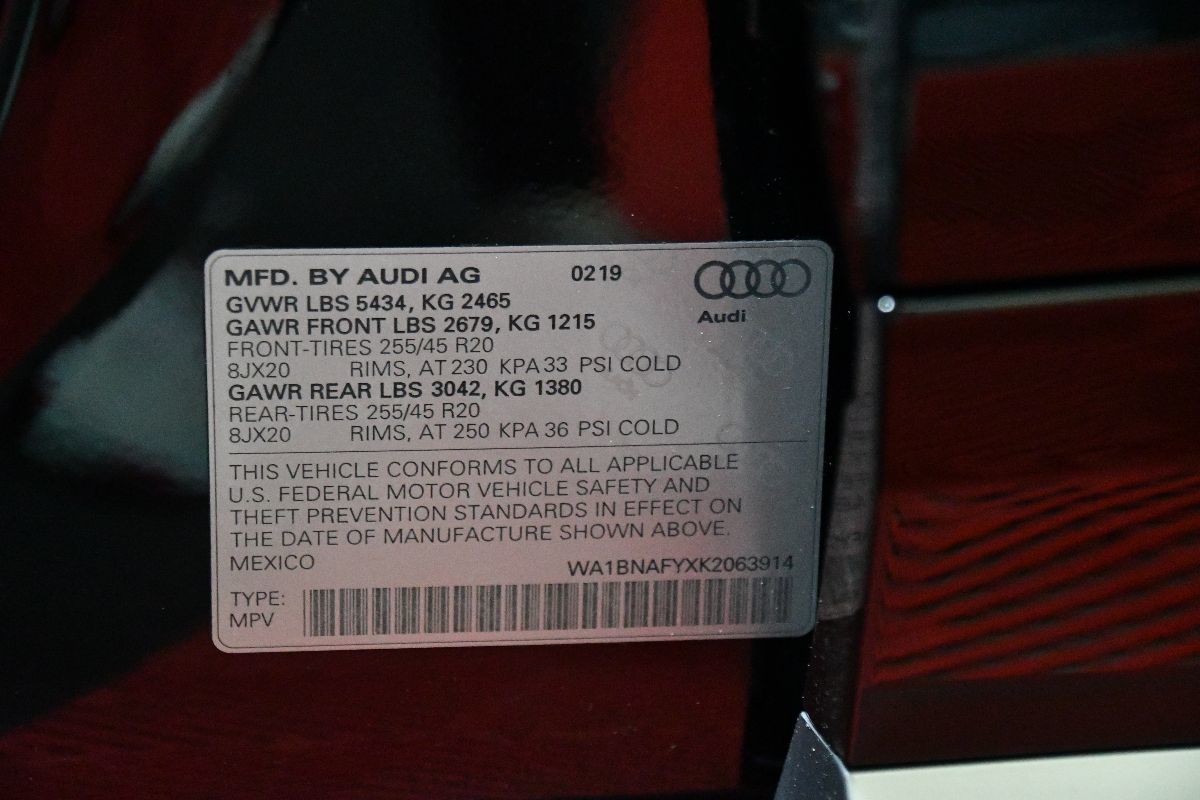 MFD. BY AUDI AG 0219
Audi
GVWR LBS 5434, KG 2465
GAWR FRONT LBS 2679, KG 1215
FRONT-TIRES 255/45 R20
8JX20 RIMS, AT 230 KPA 33 PSI COLD
GAWR REAR LBS 3042, KG 1380
REAR-TIRES 255/45 R20
8JX20 RIMS, AT 250 KPA 36 PSI COLD
THIS VEHICLE CONFORMS TO ALL APPLICABLE
U.S. FEDERAL MOTOR VEHICLE SAFETY AND
THEFT PREVENTION STANDARDS IN EFFECT ON
THE DATE OF MANUFACTURE SHOWN ABOVE.
MEXICO WA1BNAFYXK2063914
TYPE:
MPV